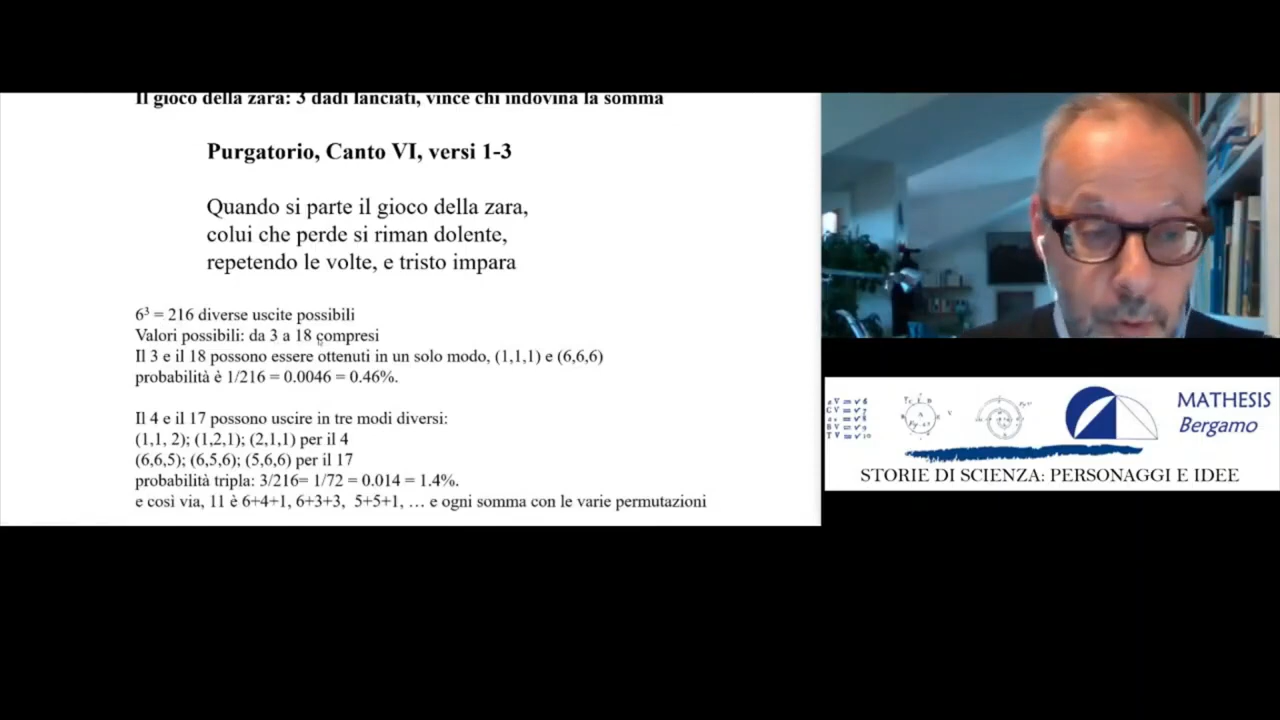 Il gioco della zara: 3 dadi lanciati, vince chi indovina la somma
Purgatorio, Canto VI, versi 1-3
Quando si parte il gioco della zara,
colui che perde si riman dolente,
repetendo le volte, e tristo impara
6³ = 216 diverse uscite possibili
Valori possibili: da 3 a 18 compresi
Il 3 e il 18 possono essere ottenuti in un solo modo, (1,1,1) e (6,6,6)
probabilità è 1/216 = 0.0046 = 0.46%.
Il 4 e il 17 possono uscire in tre modi diversi:
(1,1, 2); (1,2,1); (2,1,1) per il 4
(6,6,5); (6,5,6); (5,6,6) per il 17
probabilità tripla: 3/216= 1/72 = 0.014 = 1.4%.
e così via, 11 è 6+4+1, 6+3+3, 5+5+1, … e ogni somma con le varie permutazioni
MATHESIS
Bergamo
STORIE DI SCIENZA: PERSONAGGI E IDEE